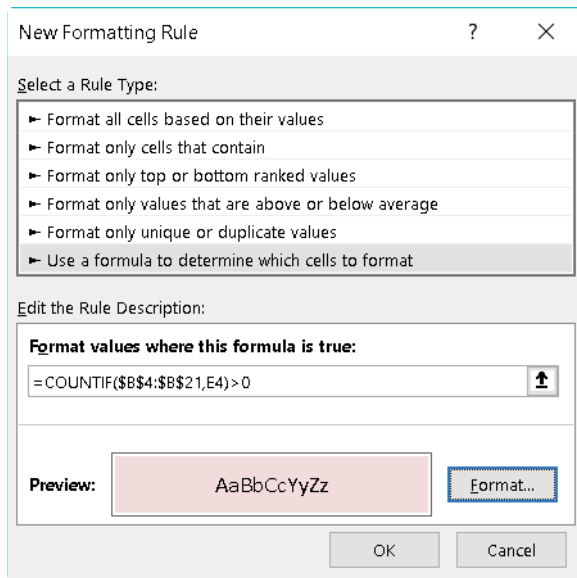 New Formatting Rule ?
Select a Rule Type:
► Format all cells based on their values
► Format only cells that contain
► Format only top or bottom ranked values
► Format only values that are above or below average
► Format only unique or duplicate values
► Use a formula to determine which cells to format
Edit the Rule Description:
Format values where this formula is true:
=COUNTIF($B$4:$B$21,E4)>0
Preview: AaBbCcYyZz Format...
OK Cancel